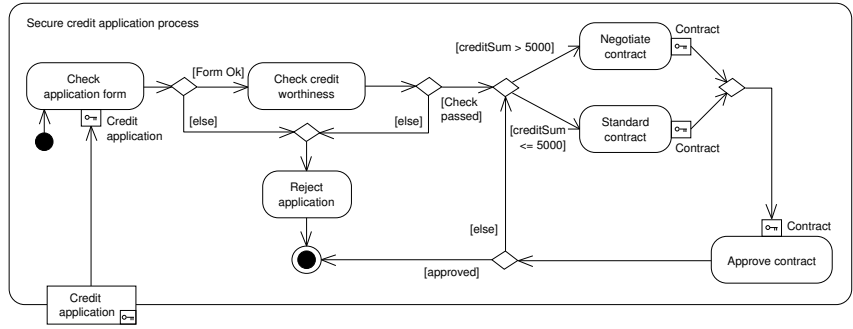 Secure credit application process
Check
application form
Credit
application
[Form Ok]
[else]
Check credit
worthiness
[else]
[Check
passed]
Reject
application
[creditSum > 5000]
[creditSum
<= 5000]
Negotiate
contract
Contract
Standard
contract
Contract
Contract
Approve contract
[else]
[approved]
Credit
application